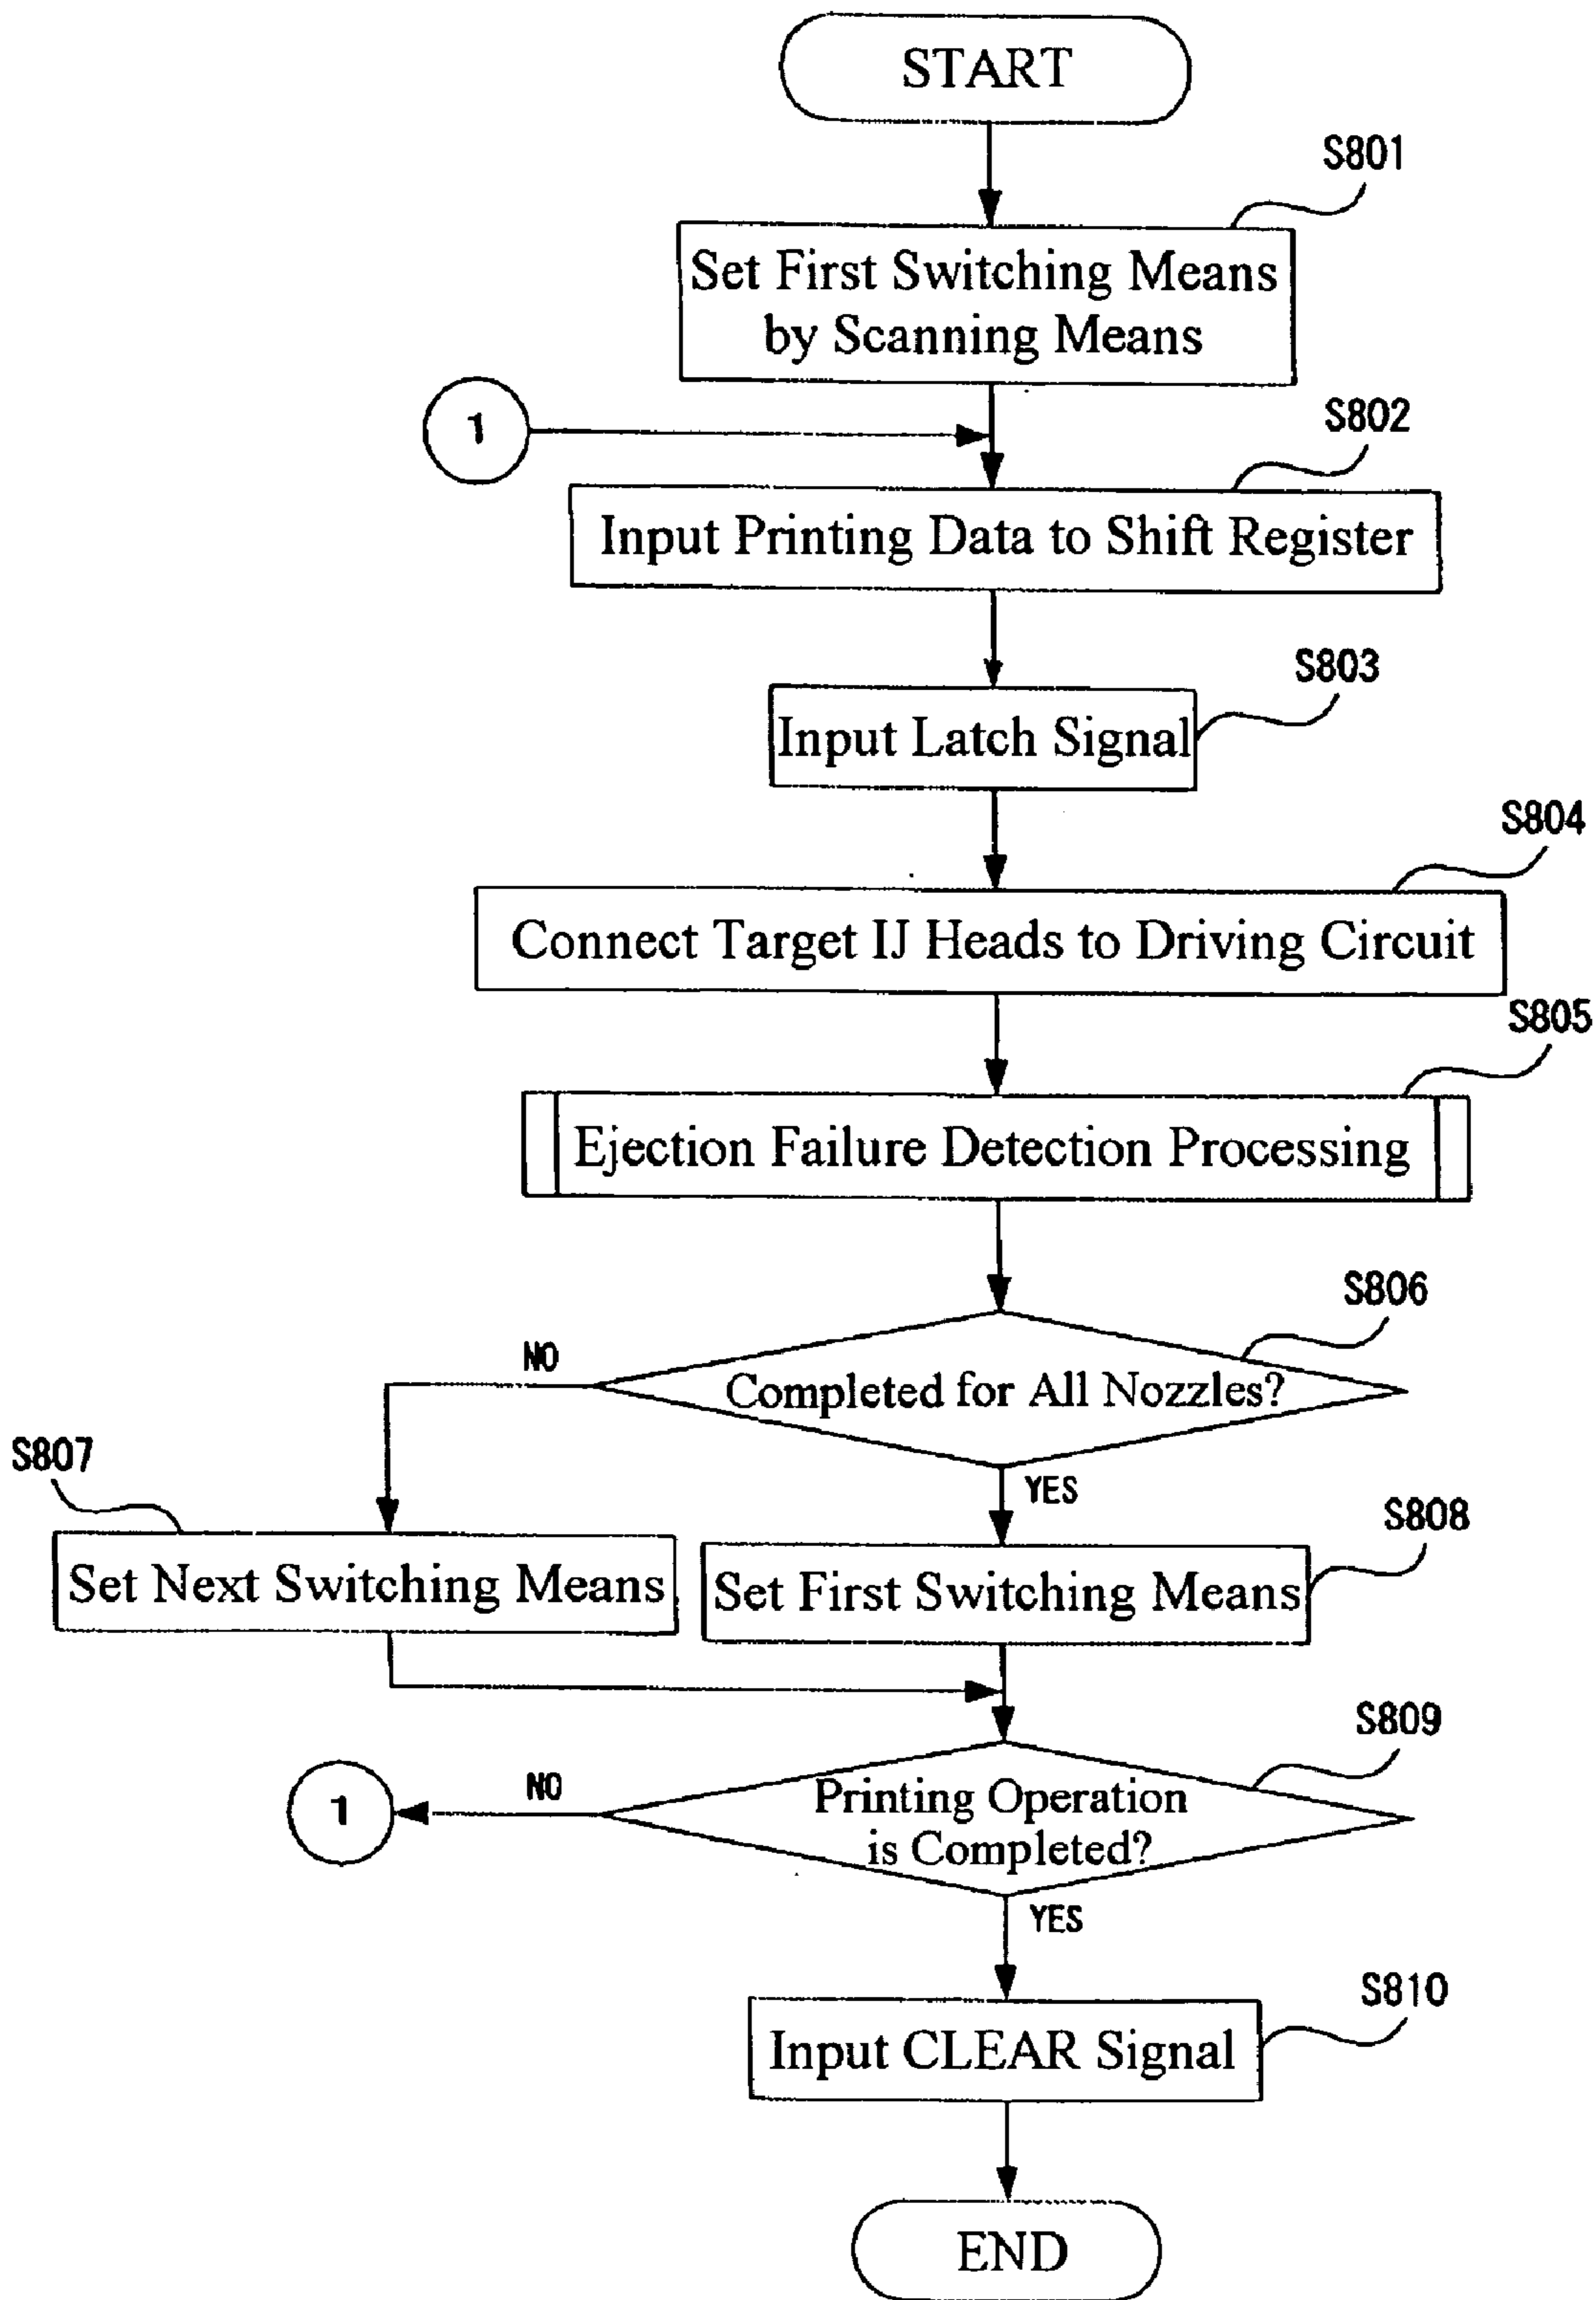 START
S801
Set First Switching Means
by Scanning Means
1
S802
Input Printing Data to Shift Register
S803
Input Latch Signal
S804
Connect Target IJ Heads to Driving Circuit
S805
Ejection Failure Detection Processing
S806
NO
Completed for All Nozzles?
S807
YES
S808
Set Next Switching Means
Set First Switching Means
S809
1
NO
Printing Operation
is Completed?
YES
S810
Input CLEAR Signal
END